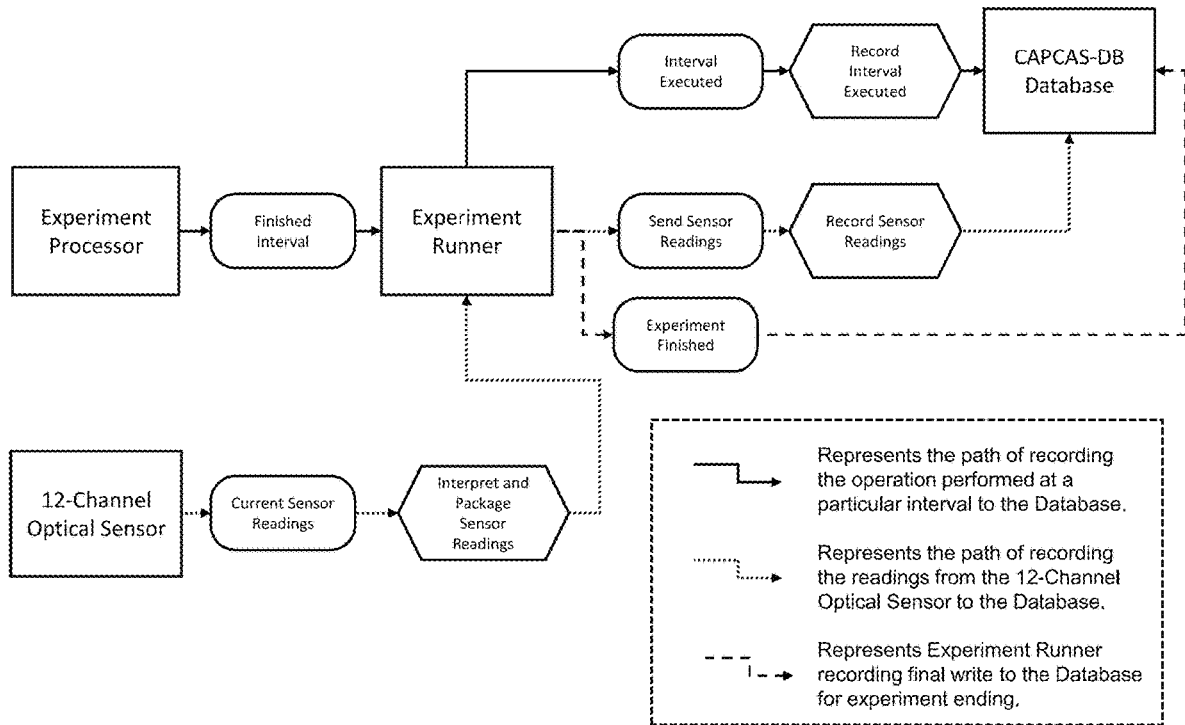 Interval
Executed
Record
Interval
Executed
CAPCAS-DB
Database
Experiment
Processor
Finished
Interval
Experiment
Runner
Send Sensor
Readings
Record Sensor
Readings
Experiment
Finished
12-Channel
Optical Sensor
Current Sensor
Readings
Interpret and
Package
Sensor
Readings
Represents the path of recording
the operation performed at a
particular interval to the Database.
Represents the path of recording
the readings from the 12-Channel
Optical Sensor to the Database.
Represents Experiment Runner
recording final write to the Database
for experiment ending.